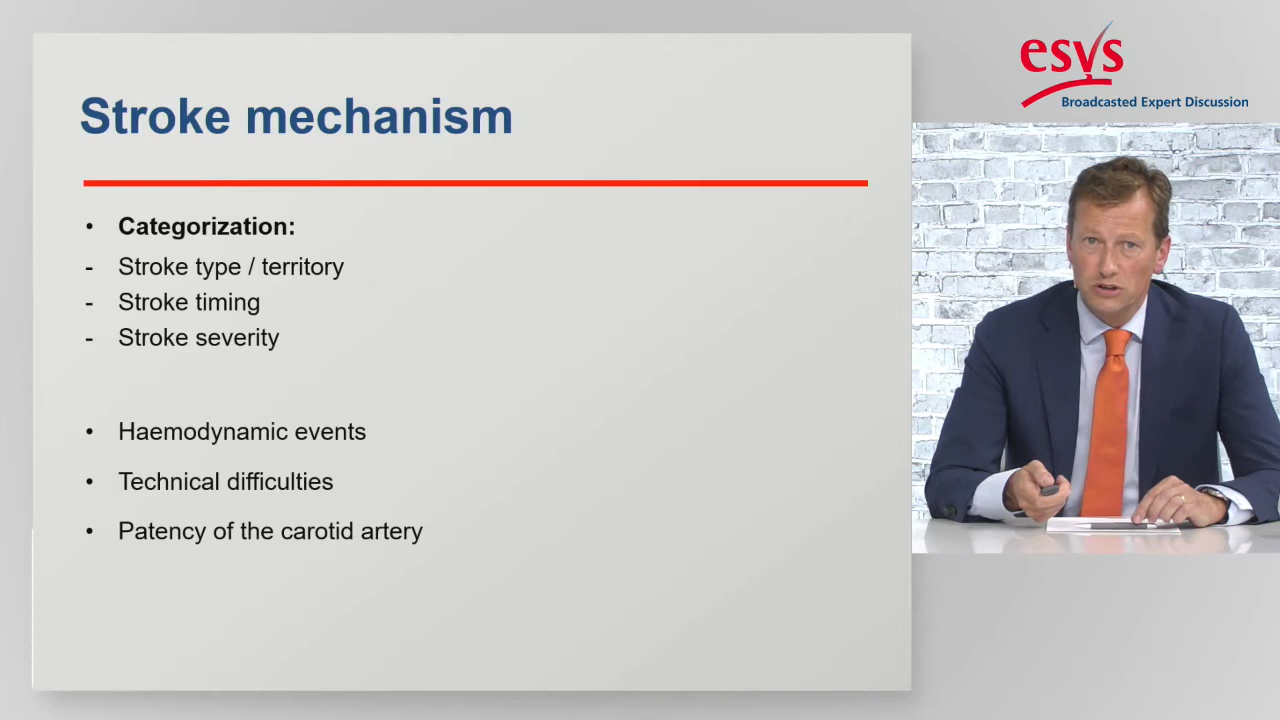 esvs
Broadcasted Expert Discussion
Stroke mechanism
• Categorization:
- Stroke type / territory
- Stroke timing
- Stroke severity
• Haemodynamic events
• Technical difficulties
• Patency of the carotid artery